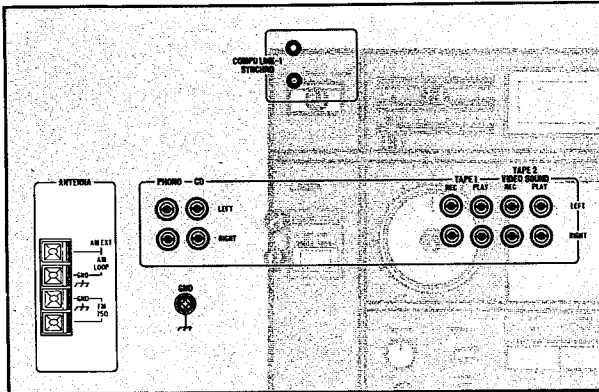 COMPU LINK-1
SYNCHRO
ANTENNA
AM EXT
AM
LOOP
GND
GND
FM
75Ω
PHONO CD
LEFT
RIGHT
GND
TAPE 1
TAPE 2
VIDEO SOUND
REC PLAY REC PLAY
LEFT
RIGHT